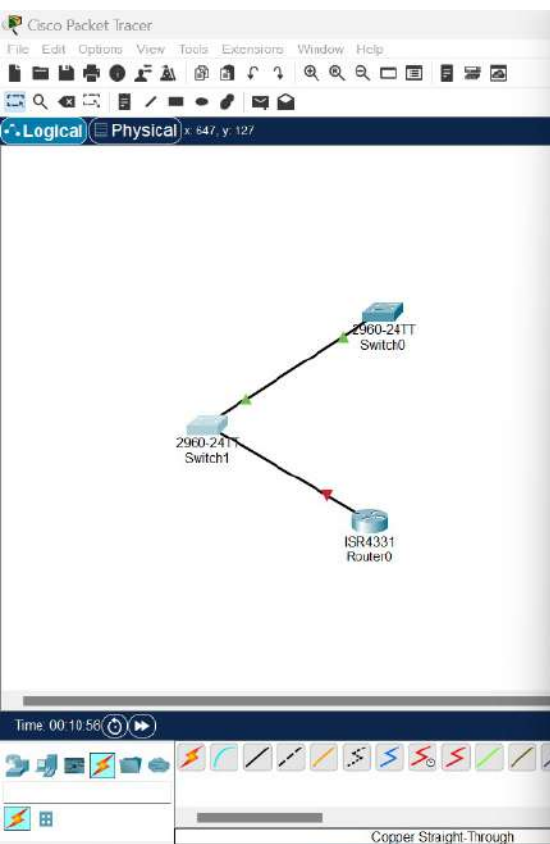 Cisco Packet Tracer
File Edit Options View Tools Extensions Window Help
Logical Physical x: 647, y: 127
2960-24TT
Switch0
2960-24TT
Switch1
ISR4331
Router0
Time: 00:10:56
Copper Straight-Through